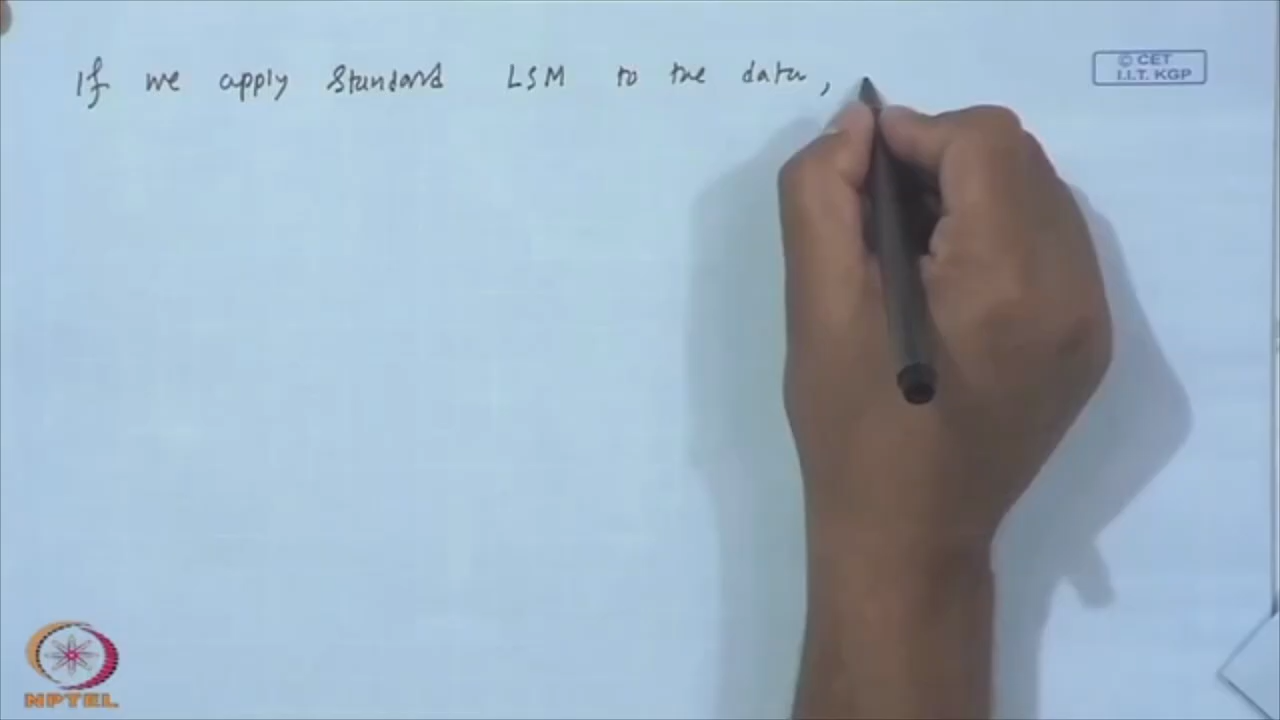 If we apply standard LSM to the data,
© CET
I.I.T. KGP
NPTEL